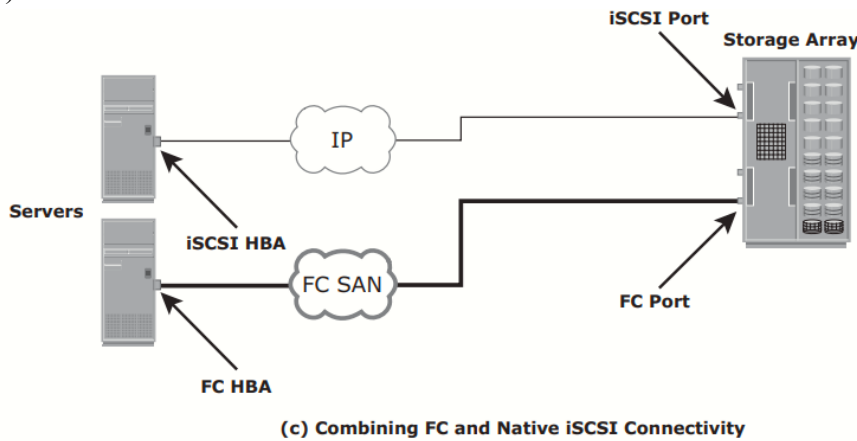 )
iSCSI Port
Storage Array
IP
Servers
iSCSI HBA
FC SAN
FC Port
FC HBA
(c) Combining FC and Native iSCSI Connectivity